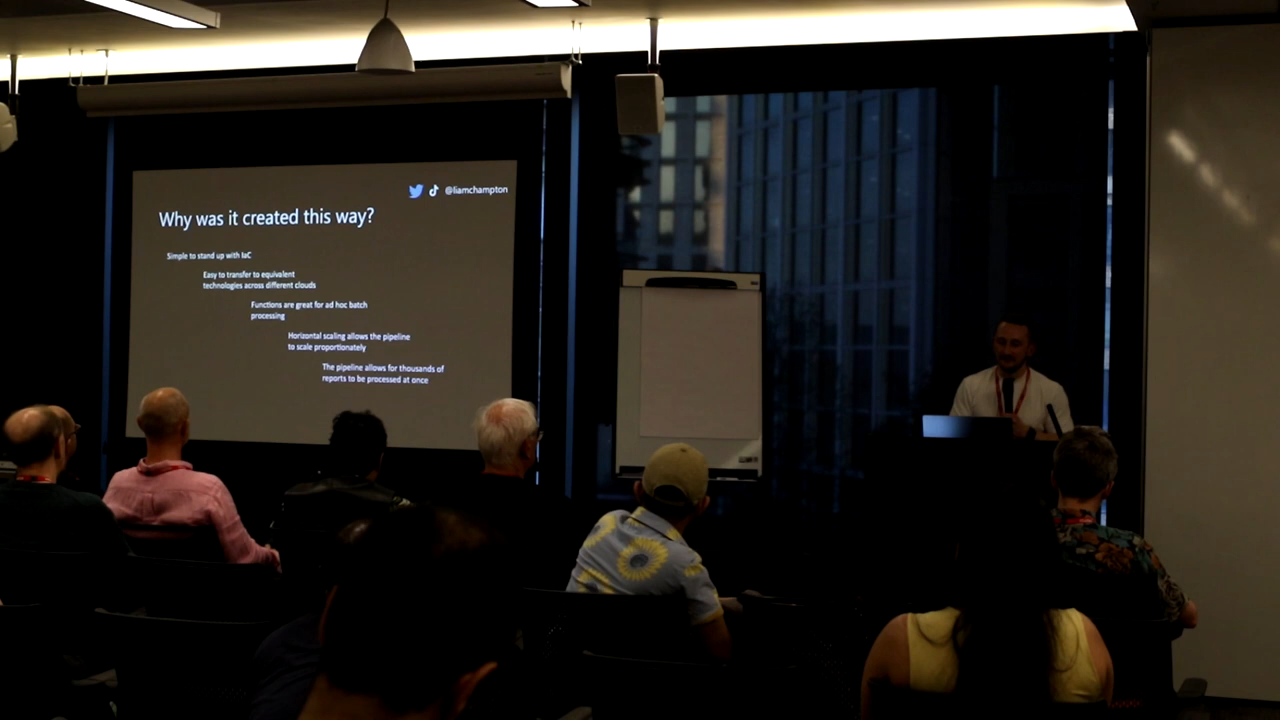 @liamchampton
Why was it created this way?
Simple to stand up with IaC
Easy to transfer to equivalent
technologies across different clouds
Functions are great for ad hoc batch
processing
Horizontal scaling allows the pipeline
to scale proportionately
The pipeline allows for thousands of
reports to be processed at once